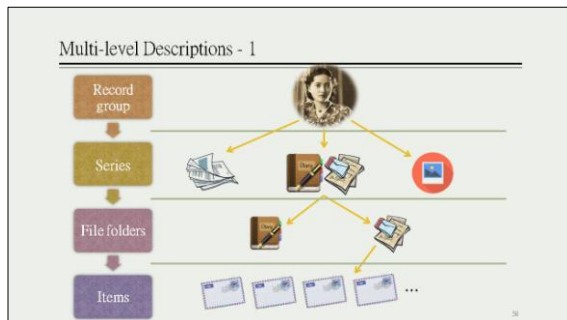 Multi-level Descriptions - 1
Record
group
Series
File folders
Items
...